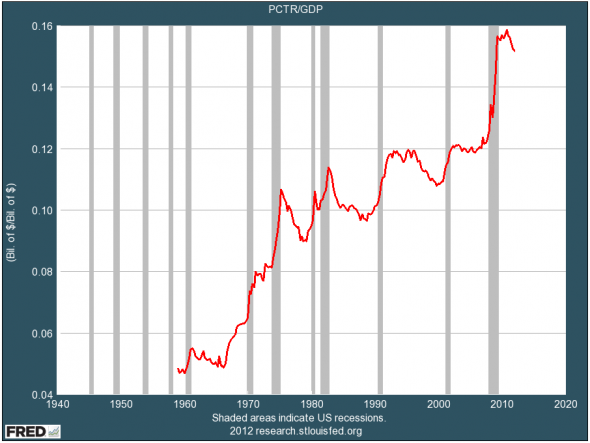 PCTR/GDP
0.16
0.14
0.12
0.10
0.08
0.06
0.04
(Bil. of $/Bil. of $)
1940 1950 1960 1970 1980 1990 2000 2010 2020
Shaded areas indicate US recessions.
FRED 2012 research.stlouisfed.org